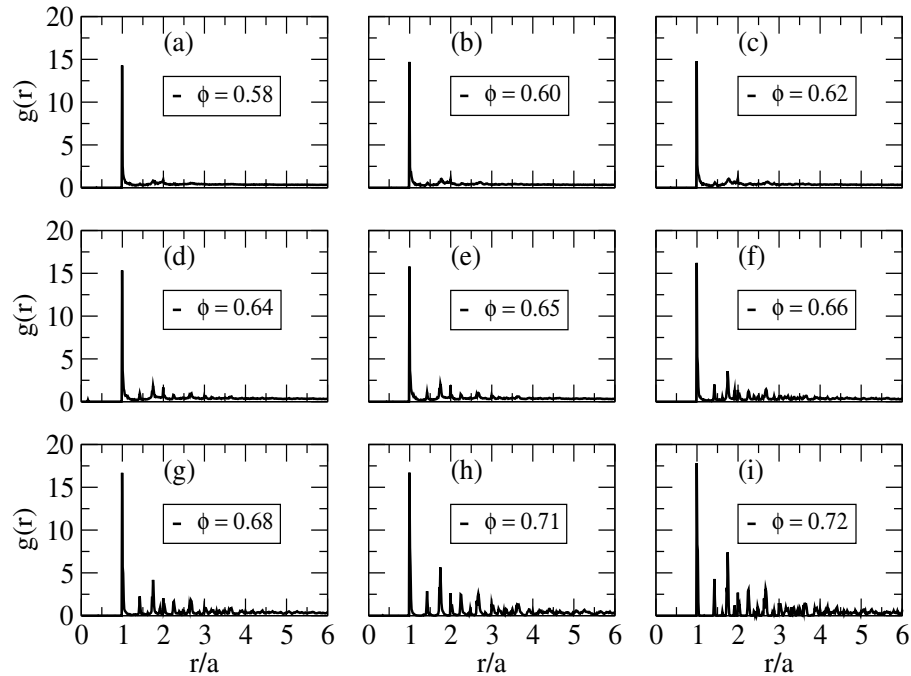 20
(a)
(b)
(c)
15
g(r)
10
φ = 0.58
φ = 0.60
φ = 0.62
5
0
20
(d)
(e)
(f)
15
g(r)
10
φ = 0.64
φ = 0.65
φ = 0.66
5
0
20
(g)
(h)
(i)
15
g(r)
10
φ = 0.68
φ = 0.71
φ = 0.72
5
0
0 1 2 3 4 5 6
0 1 2 3 4 5 6
0 1 2 3 4 5 6
r/a
r/a
r/a